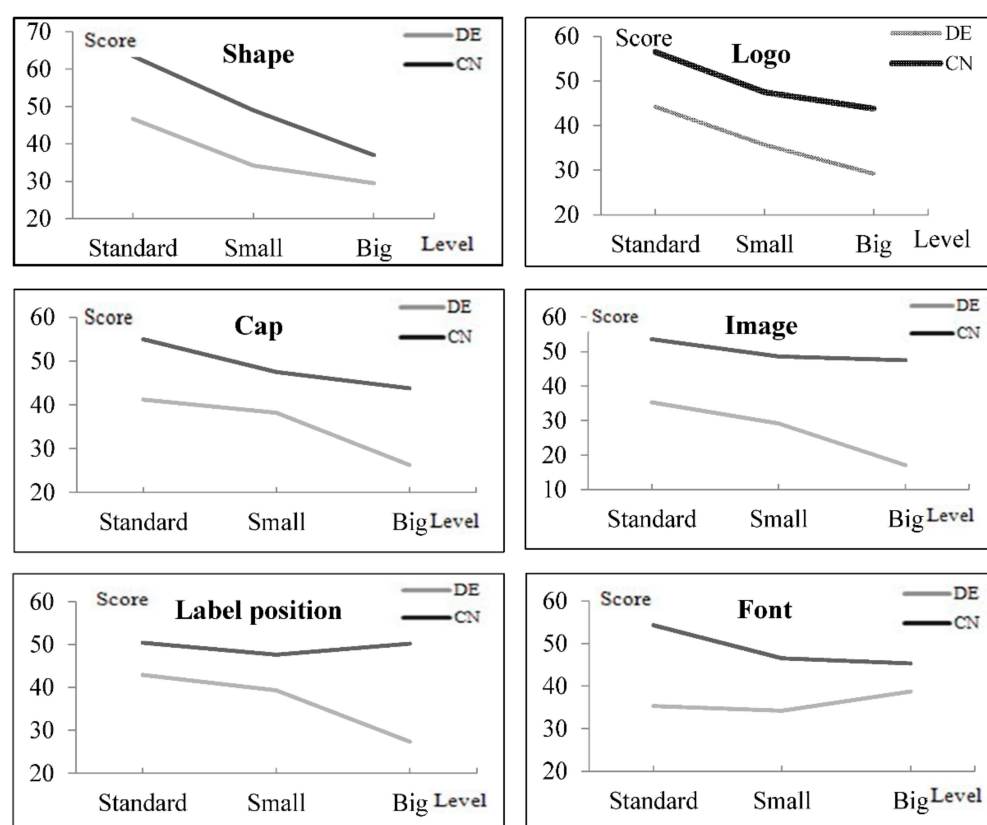 Shape
Score
DE
CN
70
60
50
40
30
20
Standard Small Big Level
Logo
Score
DE
CN
60
50
40
30
20
Standard Small Big Level
Cap
Score
DE
CN
60
50
40
30
20
Standard Small Big Level
Image
Score
DE
CN
60
50
40
30
20
10
Standard Small Big Level
Label position
Score
DE
CN
60
50
40
30
20
Standard Small Big Level
Font
Score
DE
CN
60
50
40
30
20
Standard Small Big Level